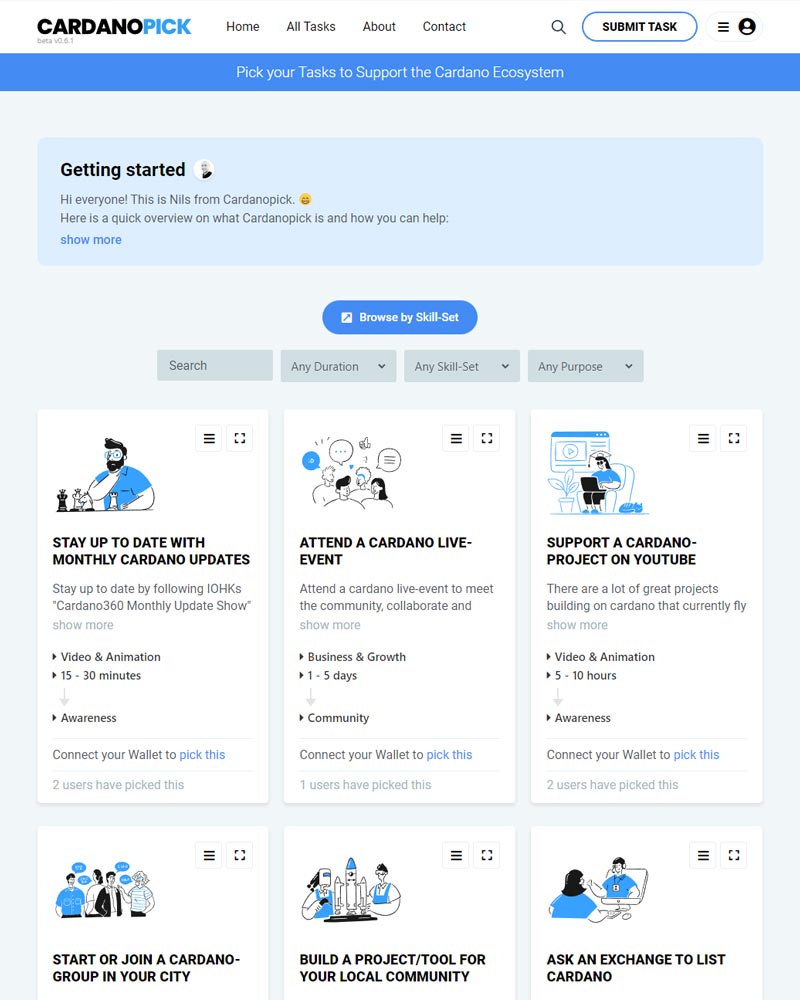 CARDANOPICK
beta v0.6.1
Home
All Tasks
About
Contact
SUBMIT TASK
Pick your Tasks to Support the Cardano Ecosystem
Getting started
Hi everyone! This is Nils from Cardanopick. 😄
Here is a quick overview on what Cardanopick is and how you can help:
show more
Browse by Skill-Set
Search
Any Duration
Any Skill-Set
Any Purpose
STAY UP TO DATE WITH
MONTHLY CARDANO UPDATES
Stay up to date by following IOHKs
"Cardano360 Monthly Update Show"
show more
Video & Animation
15 - 30 minutes
Awareness
Connect your Wallet to pick this
2 users have picked this
ATTEND A CARDANO LIVE-
EVENT
Attend a cardano live-event to meet
the community, collaborate and
show more
Business & Growth
1 - 5 days
Community
Connect your Wallet to pick this
1 users have picked this
SUPPORT A CARDANO-
PROJECT ON YOUTUBE
There are a lot of great projects
building on cardano that currently fly
show more
Video & Animation
5 - 10 hours
Awareness
Connect your Wallet to pick this
2 users have picked this
START OR JOIN A CARDANO-
GROUP IN YOUR CITY
BUILD A PROJECT/TOOL FOR
YOUR LOCAL COMMUNITY
ASK AN EXCHANGE TO LIST
CARDANO